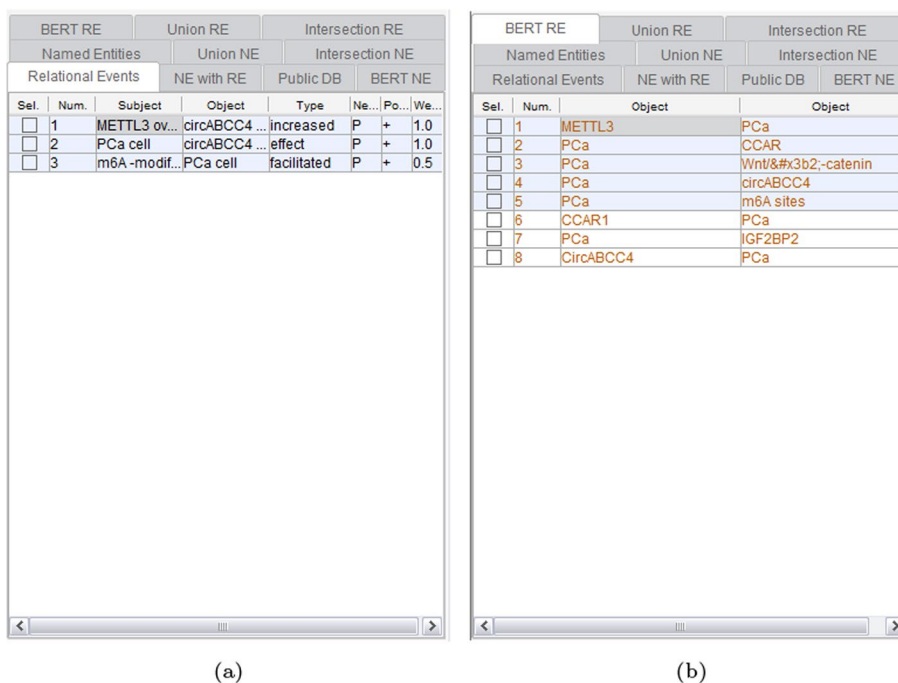 BERT RE Union RE Intersection RE
Named Entities Union NE Intersection NE
Relational Events NE with RE Public DB BERT NE
Sel. Num. Subject Object Type Ne... Po... We...
1 METTL3 ov... circABCC4 ... increased P + 1.0
2 PCa cell circABCC4 ... effect P + 1.0
3 m6A -modif... PCa cell facilitated P + 0.5
(a)
BERT RE Union RE Intersection RE
Named Entities Union NE Intersection NE
Relational Events NE with RE Public DB BERT NE
Sel. Num. Object Object
1 METTL3 PCa
2 PCa CCAR
3 PCa Wnt/&#x3b2;-catenin
4 PCa circABCC4
5 PCa m6A sites
6 CCAR1 PCa
7 PCa IGF2BP2
8 CircABCC4 PCa
(b)